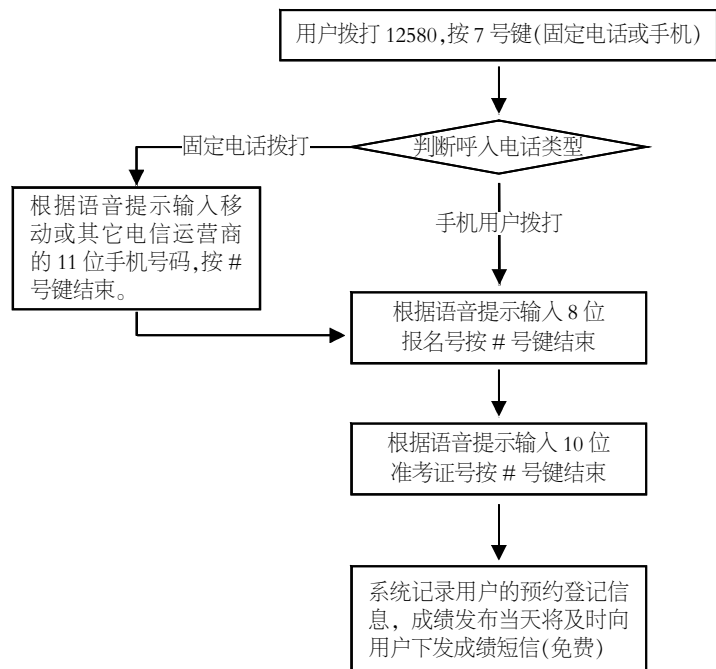 用户拨打 12580,按 7 号键(固定电话或手机)
固定电话拨打
判断呼入电话类型
根据语音提示输入移
动或其它电信运营商
的 11 位手机号码,按 #
号键结束。
手机用户拨打
根据语音提示输入 8 位
报名号按 # 号键结束
根据语音提示输入 10 位
准考证号按 # 号键结束
系统记录用户的预约登记信
息，成绩发布当天将及时向
用户下发成绩短信(免费)